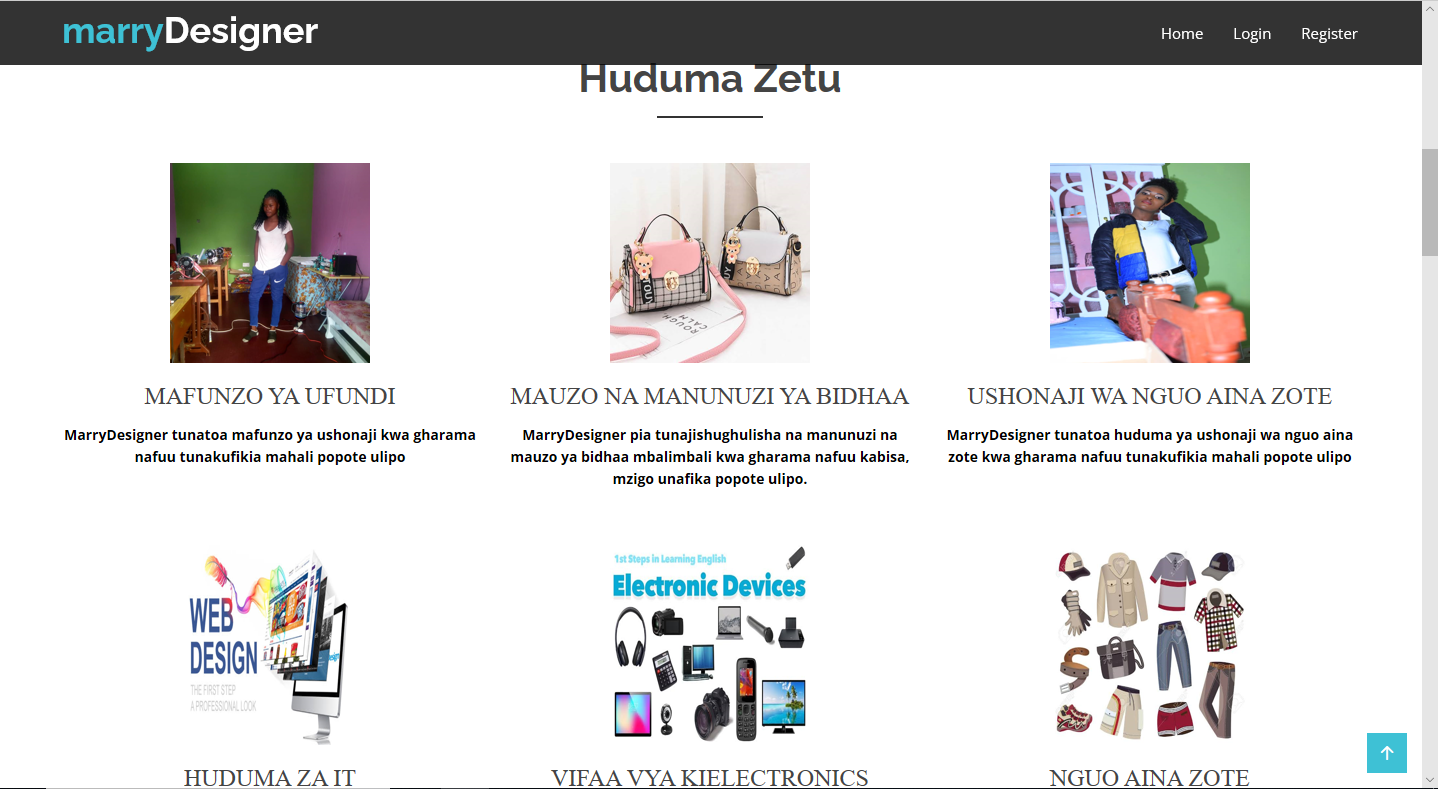 marryDesigner
Home Login Register
Huduma Zetu
MAFUNZO YA UFUNDI
MarryDesigner tunatoa mafunzo ya ushonaji kwa gharama
nafuu tunakufikia mahali popote ulipo
ROUGH
CALM
MAUZO NA MANUNUZI YA BIDHAA
MarryDesigner pia tunajishughulisha na manunuzi na
mauzo ya bidhaa mbalimbali kwa gharama nafuu kabisa,
mzigo unafika popote ulipo.
USHONAJI WA NGUO AINA ZOTE
MarryDesigner tunatoa huduma ya ushonaji wa nguo aina
zote kwa gharama nafuu tunakufikia mahali popote ulipo
WEB
DESIGN
THE FIRST STEP
A PROFESSIONAL LOOK
HUDUMA ZA IT
1st Steps in Learning English
Electronic Devices
VIFAA VYA KIELECTRONICS
NGUO AINA ZOTE